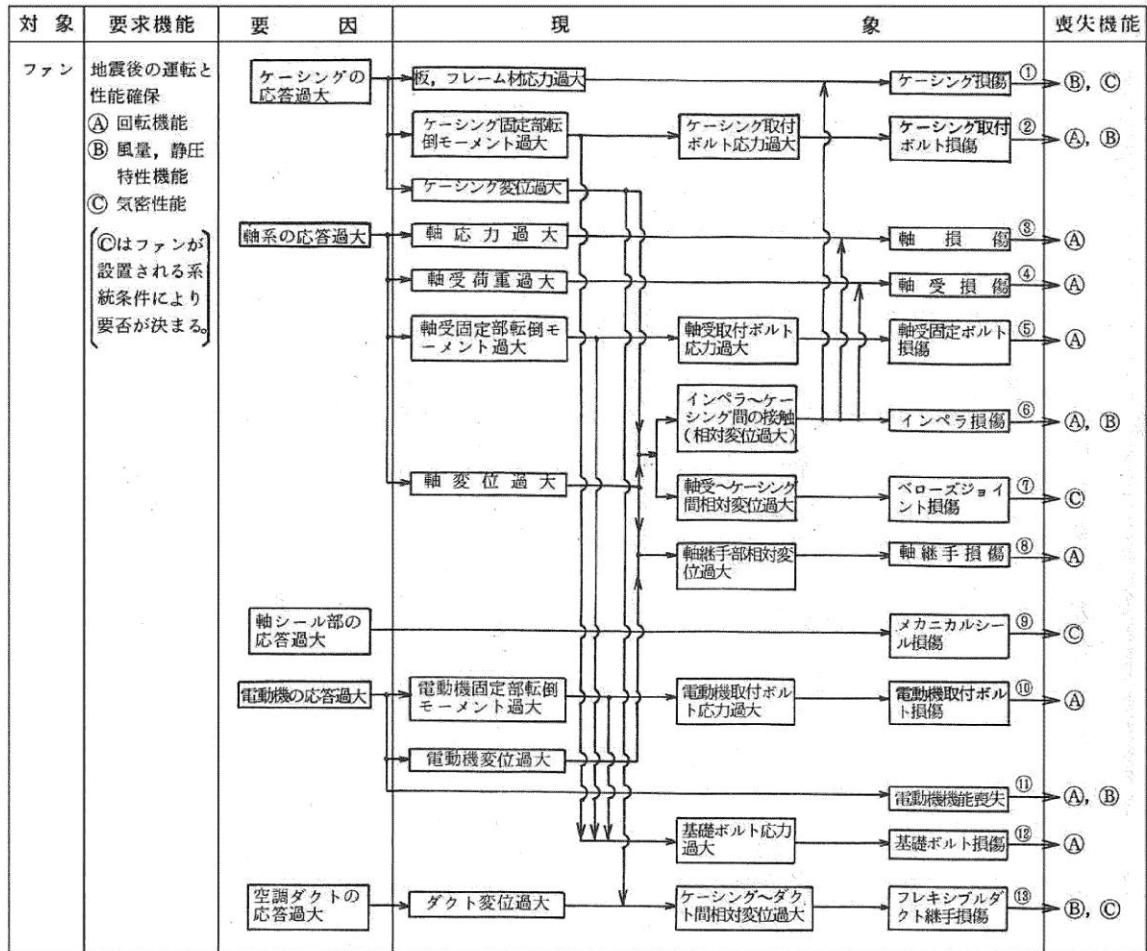 対象
要求機能
要因
現象
喪失機能
ファン
地震後の運転と
性能確保
Ⓐ 回転機能
Ⓑ 風量，静圧
特性機能
Ⓒ 気密性能
Ⓒはファンが
設置される系
統条件により
要否が決まる。
ケーシングの
応答過大
板，フレーム材応力過大
ケーシング損傷
①
Ⓑ, Ⓒ
ケーシング固定部転
倒モーメント過大
ケーシング取付
ボルト応力過大
ケーシング取付
ボルト損傷
②
Ⓐ, Ⓑ
ケーシング変位過大
軸系の応答過大
軸応力過大
軸損傷
③
Ⓐ
軸受荷重過大
軸受損傷
④
Ⓐ
軸受固定部転倒モ
ーメント過大
軸受取付ボルト
応力過大
軸受固定ボルト
損傷
⑤
Ⓐ
インペラ～ケー
シング間の接触
(相対変位過大)
インペラ損傷
⑥
Ⓐ, Ⓑ
軸変位過大
軸受～ケーシング
間相対変位過大
ベローズジョイ
ント損傷
⑦
Ⓒ
軸継手部相対変
位過大
軸継手損傷
⑧
Ⓐ
軸シール部の
応答過大
メカニカルシー
ル損傷
⑨
Ⓒ
電動機の応答過大
電動機固定部転倒
モーメント過大
電動機取付ボル
ト応力過大
電動機取付ボル
ト損傷
⑩
Ⓐ
電動機変位過大
電動機機能喪失
⑪
Ⓐ, Ⓑ
基礎ボルト応力
過大
基礎ボルト損傷
⑫
Ⓐ
空調ダクトの
応答過大
ダクト変位過大
ケーシング～ダク
ト間相対変位過大
フレキシブルダ
クト継手損傷
⑬
Ⓑ, Ⓒ